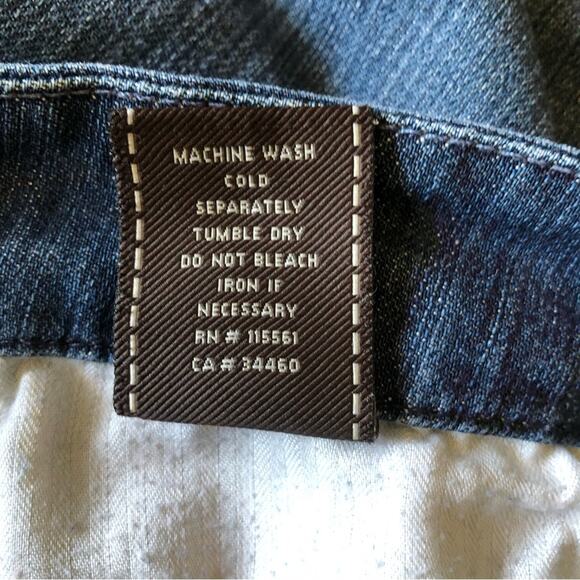 MACHINE WASH
COLD
SEPARATELY
TUMBLE DRY
DO NOT BLEACH
IRON IF
NECESSARY
RN # 115561
CA # 34460